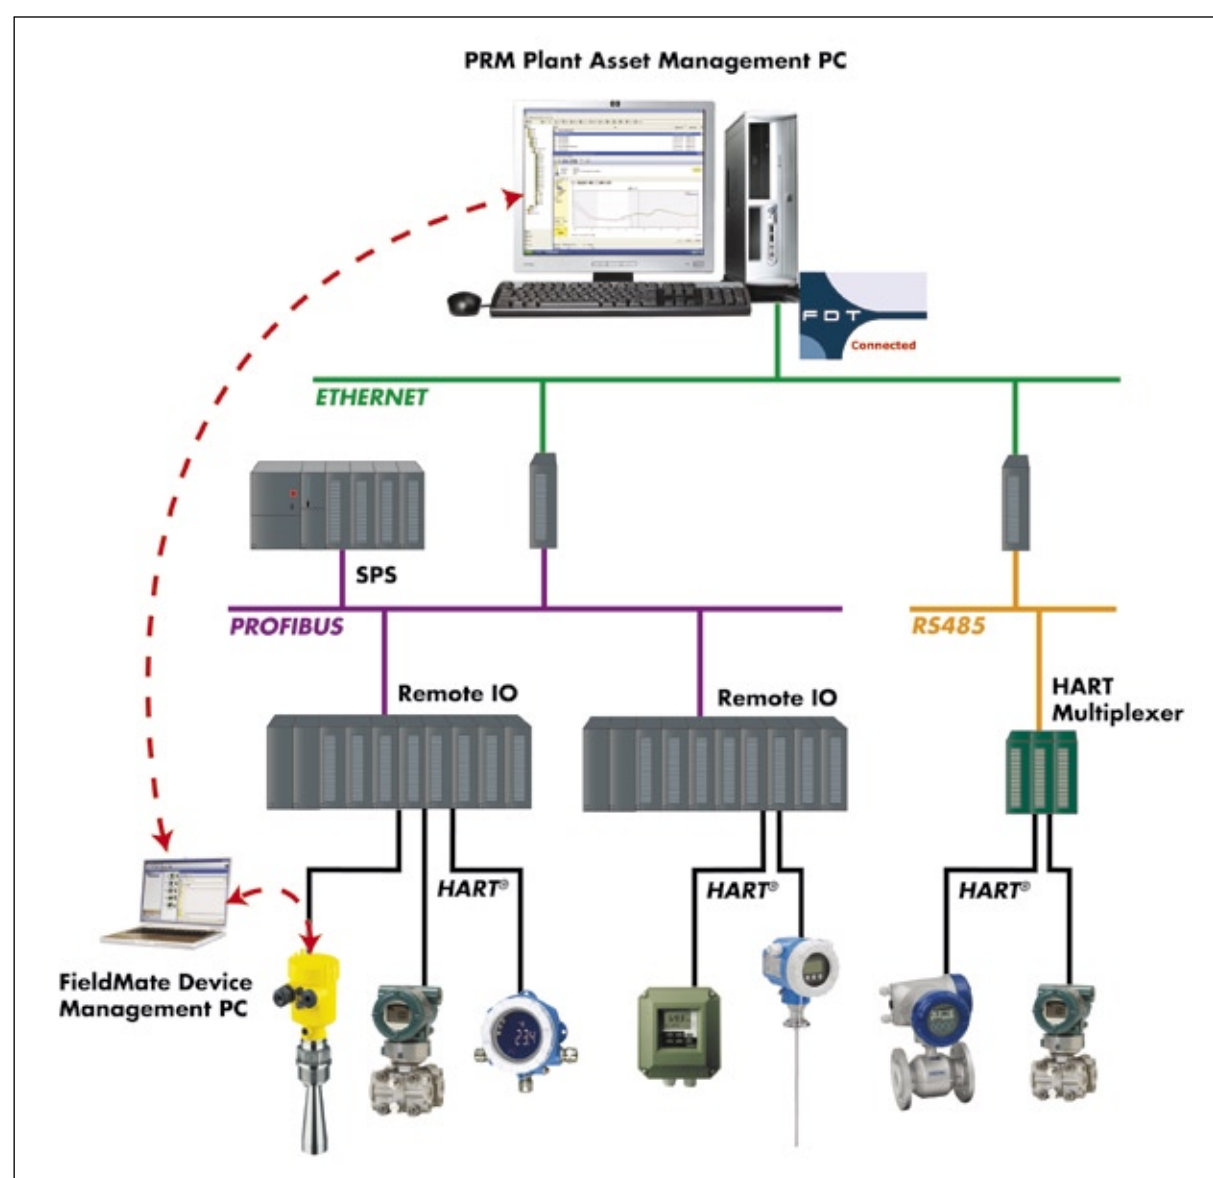 PRM Plant Asset Management PC
FDT
Connected
ETHERNET
SPS
PROFIBUS
RS485
Remote IO
Remote IO
HART
Multiplexer
HART®
HART®
HART®
FieldMate Device
Management PC
234